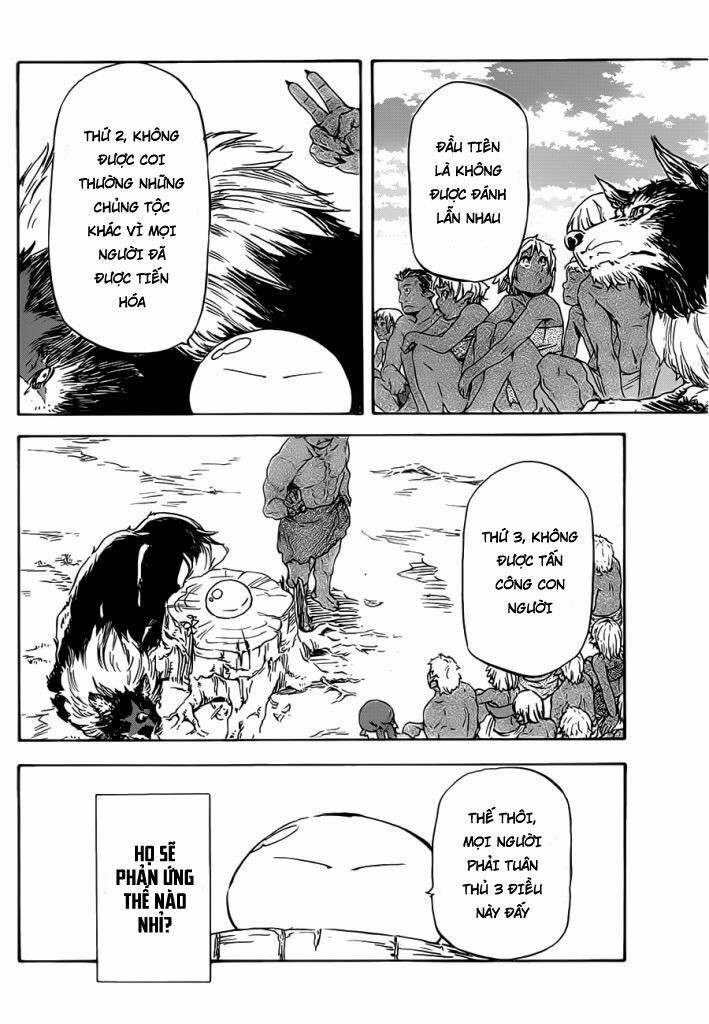 ĐẦU TIÊN
LÀ KHÔNG
ĐƯỢC ĐÁNH
LẪN NHAU
THỨ 2, KHÔNG
ĐƯỢC COI
THƯỜNG NHỮNG
CHỦNG TỘC
KHÁC VÌ MỌI
NGƯỜI ĐÃ
ĐƯỢC TIẾN
HÓA
THỨ 3, KHÔNG
ĐƯỢC TẤN
CÔNG CON
NGƯỜI
THẾ THÔI,
MỌI NGƯỜI
PHẢI TUÂN
THỦ 3 ĐIỀU
NÀY ĐẤY
HỌ SẼ
PHẢN ỨNG
THẾ NÀO
NHỈ?